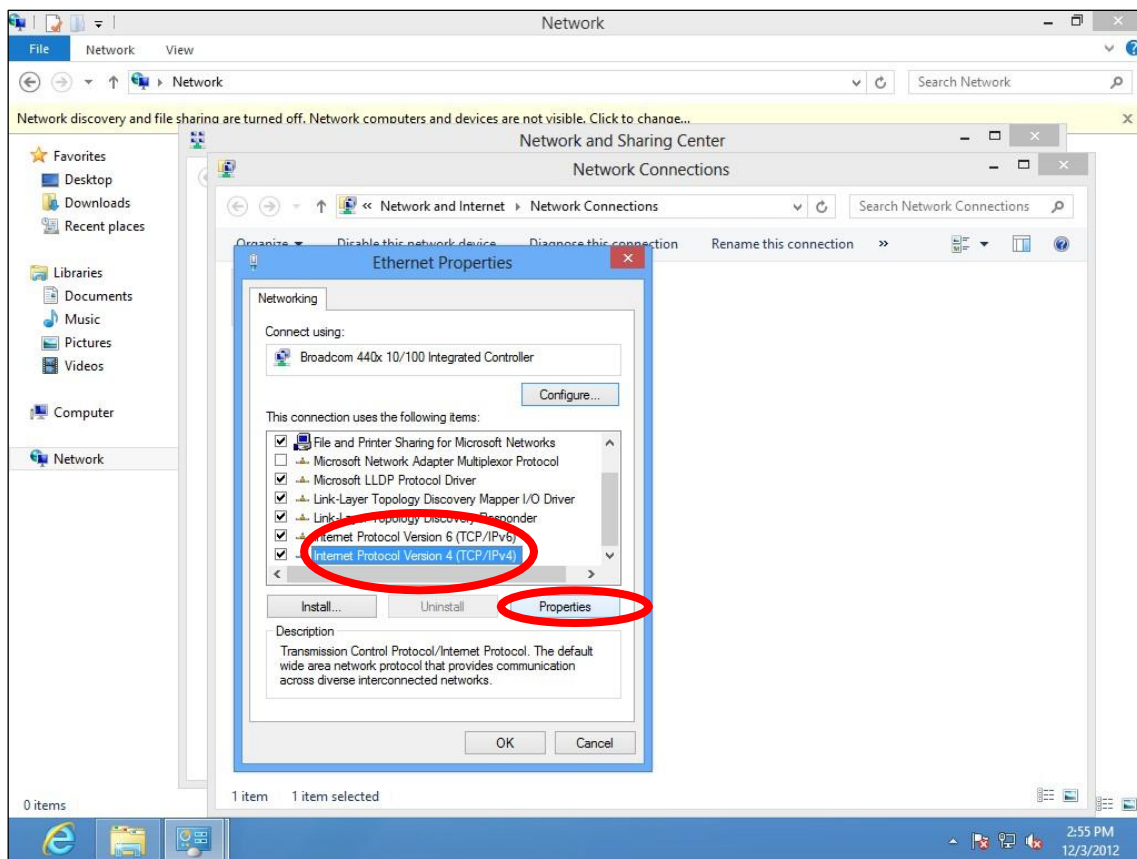 Network
File Network View
Network
Search Network
Network discovery and file sharing are turned off. Network computers and devices are not visible. Click to change...
Network and Sharing Center
Network Connections
Favorites
Desktop
Downloads
Recent places
Libraries
Documents
Music
Pictures
Videos
Computer
Network
« Network and Internet Network Connections
Search Network Connections
Organize Disable this network device Diagnose this connection Rename this connection »
Ethernet Properties
Networking
Connect using:
Broadcom 440x 10/100 Integrated Controller
Configure...
This connection uses the following items:
File and Printer Sharing for Microsoft Networks
Microsoft Network Adapter Multiplexor Protocol
Microsoft LLDP Protocol Driver
Link-Layer Topology Discovery Mapper I/O Driver
Link-Layer Topology Discovery Responder
Internet Protocol Version 6 (TCP/IPv6)
Internet Protocol Version 4 (TCP/IPv4)
Install... Uninstall Properties
Description
Transmission Control Protocol/Internet Protocol. The default
wide area network protocol that provides communication
across diverse interconnected networks.
OK Cancel
1 item 1 item selected
0 items
2:55 PM
12/3/2012